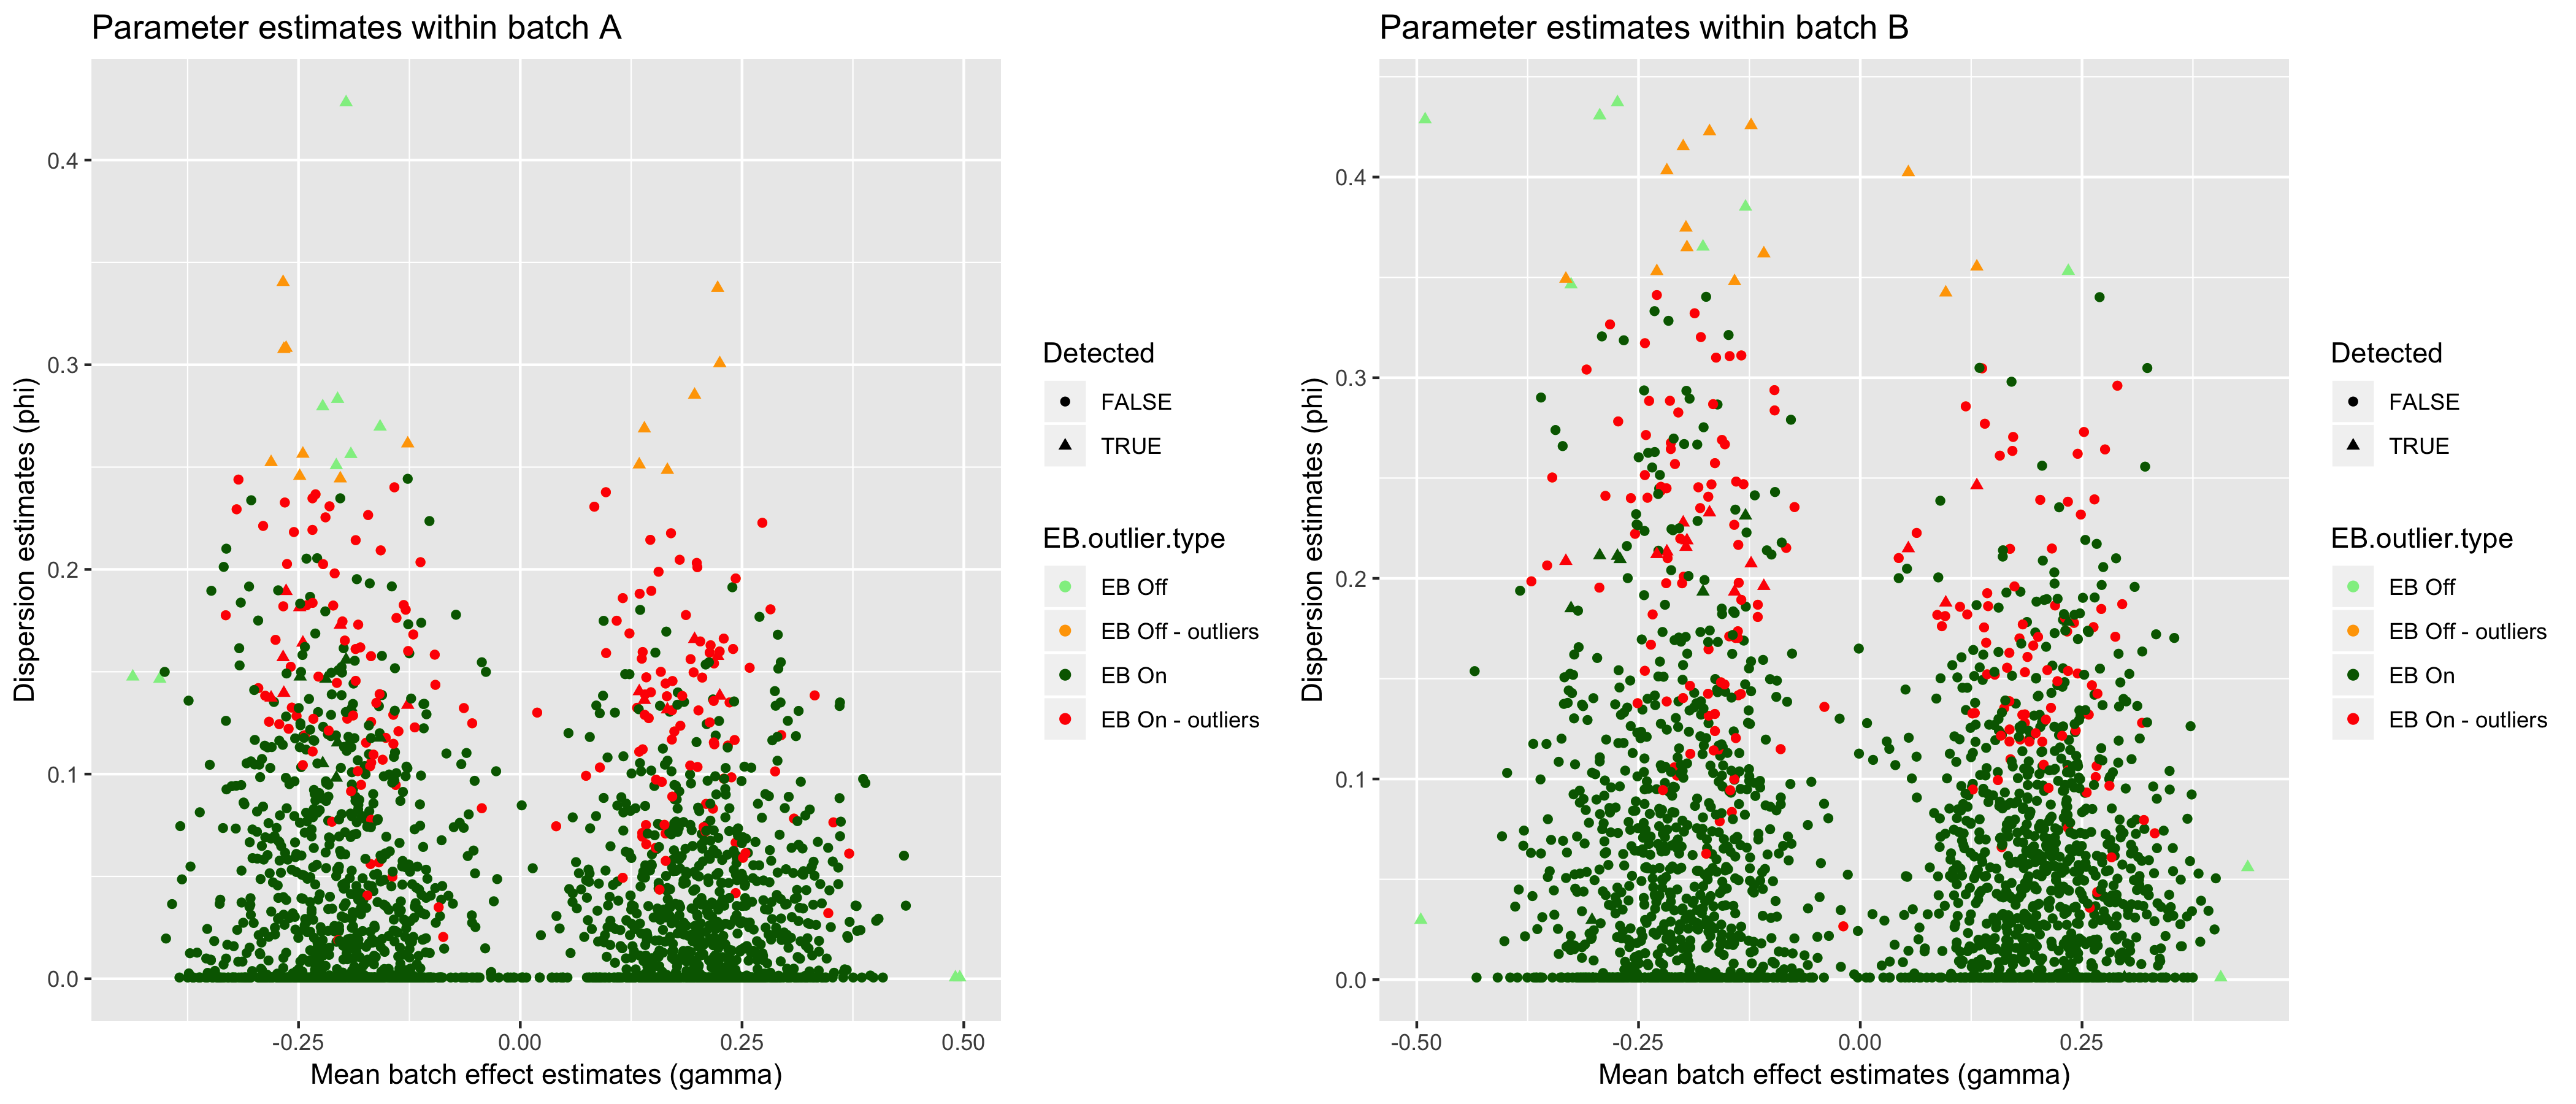 Parameter estimates within batch A
Dispersion estimates (phi)
0.4
0.3
0.2
0.1
0.0
-0.25
0.00
0.25
0.50
Mean batch effect estimates (gamma)
Detected
FALSE
TRUE
EB.outlier.type
EB Off
EB Off - outliers
EB On
EB On - outliers
Parameter estimates within batch B
Dispersion estimates (phi)
0.4
0.3
0.2
0.1
0.0
-0.50
-0.25
0.00
0.25
Mean batch effect estimates (gamma)
Detected
FALSE
TRUE
EB.outlier.type
EB Off
EB Off - outliers
EB On
EB On - outliers